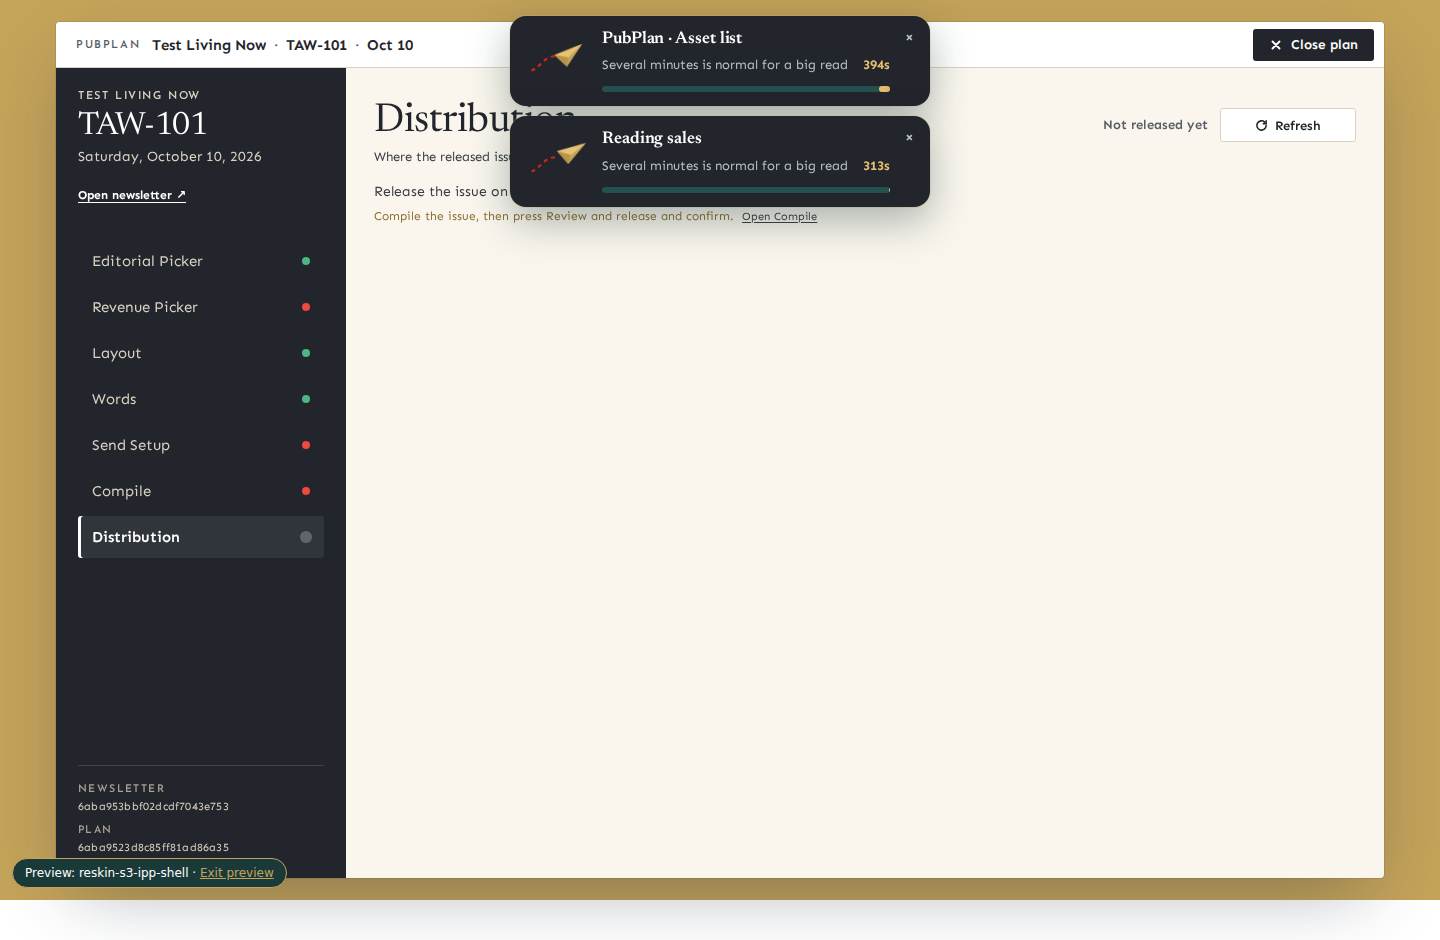 PUBPLAN Test Living Now · TAW-101 · Oct 10
Close plan
PubPlan · Asset list
Several minutes is normal for a big read 394s
Reading sales
Several minutes is normal for a big read 313s
TEST LIVING NOW
TAW-101
Saturday, October 10, 2026
Open newsletter ↗
Editorial Picker
Revenue Picker
Layout
Words
Send Setup
Compile
Distribution
NEWSLETTER
6aba953bbf02dcdf7043e753
PLAN
6aba9523d8c85ff81ad86a35
Preview: reskin-s3-ipp-shell · Exit preview
Distribution
Not released yet
Refresh
Where the released
Release the issue on
Compile the issue, then press Review and release and confirm. Open Compile